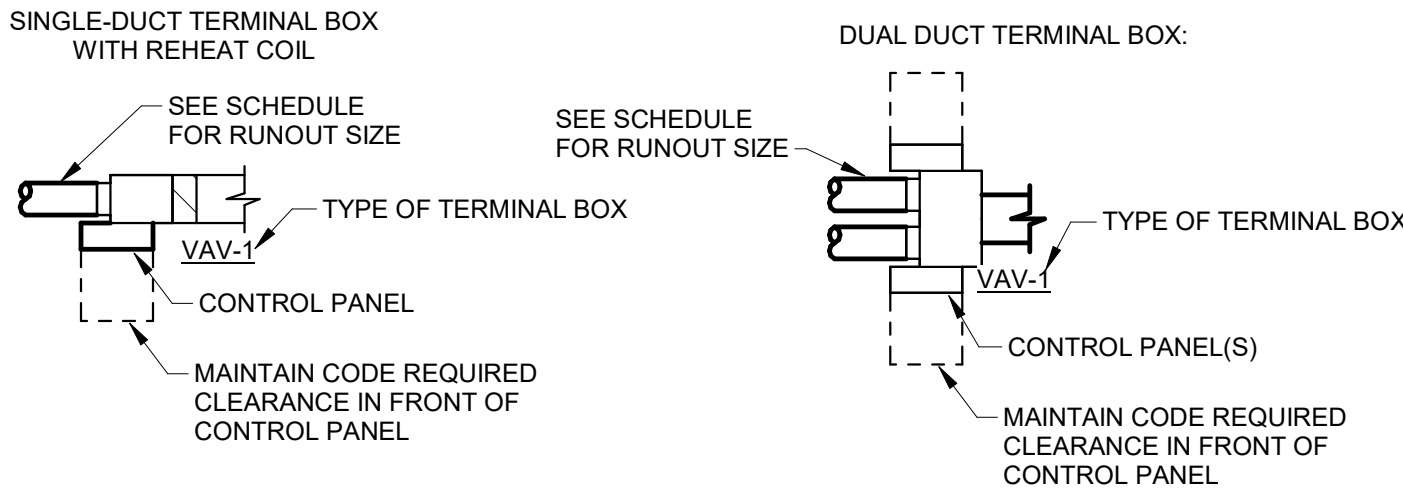 SINGLE-DUCT TERMINAL BOX
WITH REHEAT COIL
SEE SCHEDULE
FOR RUNOUT SIZE
TYPE OF TERMINAL BOX
VAV-1
CONTROL PANEL
MAINTAIN CODE REQUIRED
CLEARANCE IN FRONT OF
CONTROL PANEL
DUAL DUCT TERMINAL BOX:
SEE SCHEDULE
FOR RUNOUT SIZE
TYPE OF TERMINAL BOX
VAV-1
CONTROL PANEL(S)
MAINTAIN CODE REQUIRED
CLEARANCE IN FRONT OF
CONTROL PANEL